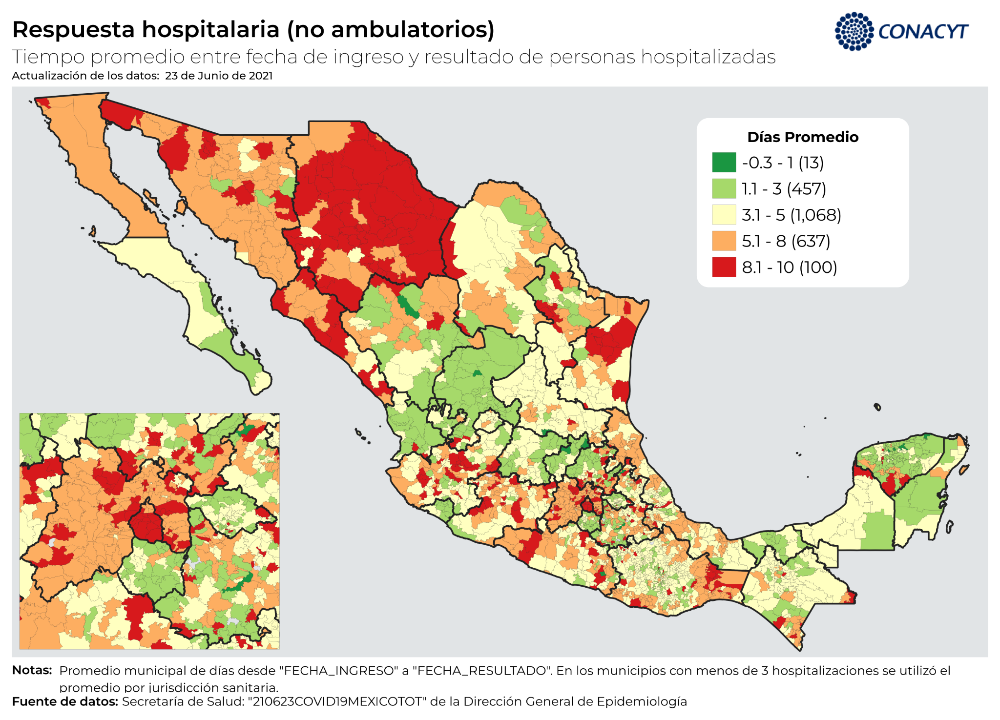 Respuesta hospitalaria (no ambulatorios)
CONACYT
Tiempo promedio entre fecha de ingreso y resultado de personas hospitalizadas
Actualización de los datos: 23 de Junio de 2021
Días Promedio
-0.3 - 1 (13)
1.1 - 3 (457)
3.1 - 5 (1,068)
5.1 - 8 (637)
8.1 - 10 (100)
Notas: Promedio municipal de días desde "FECHA_INGRESO" a "FECHA_RESULTADO". En los municipios con menos de 3 hospitalizaciones se utilizó el
promedio por jurisdicción sanitaria.
Fuente de datos: Secretaría de Salud: "210623COVID19MEXICOTOT" de la Dirección General de Epidemiología